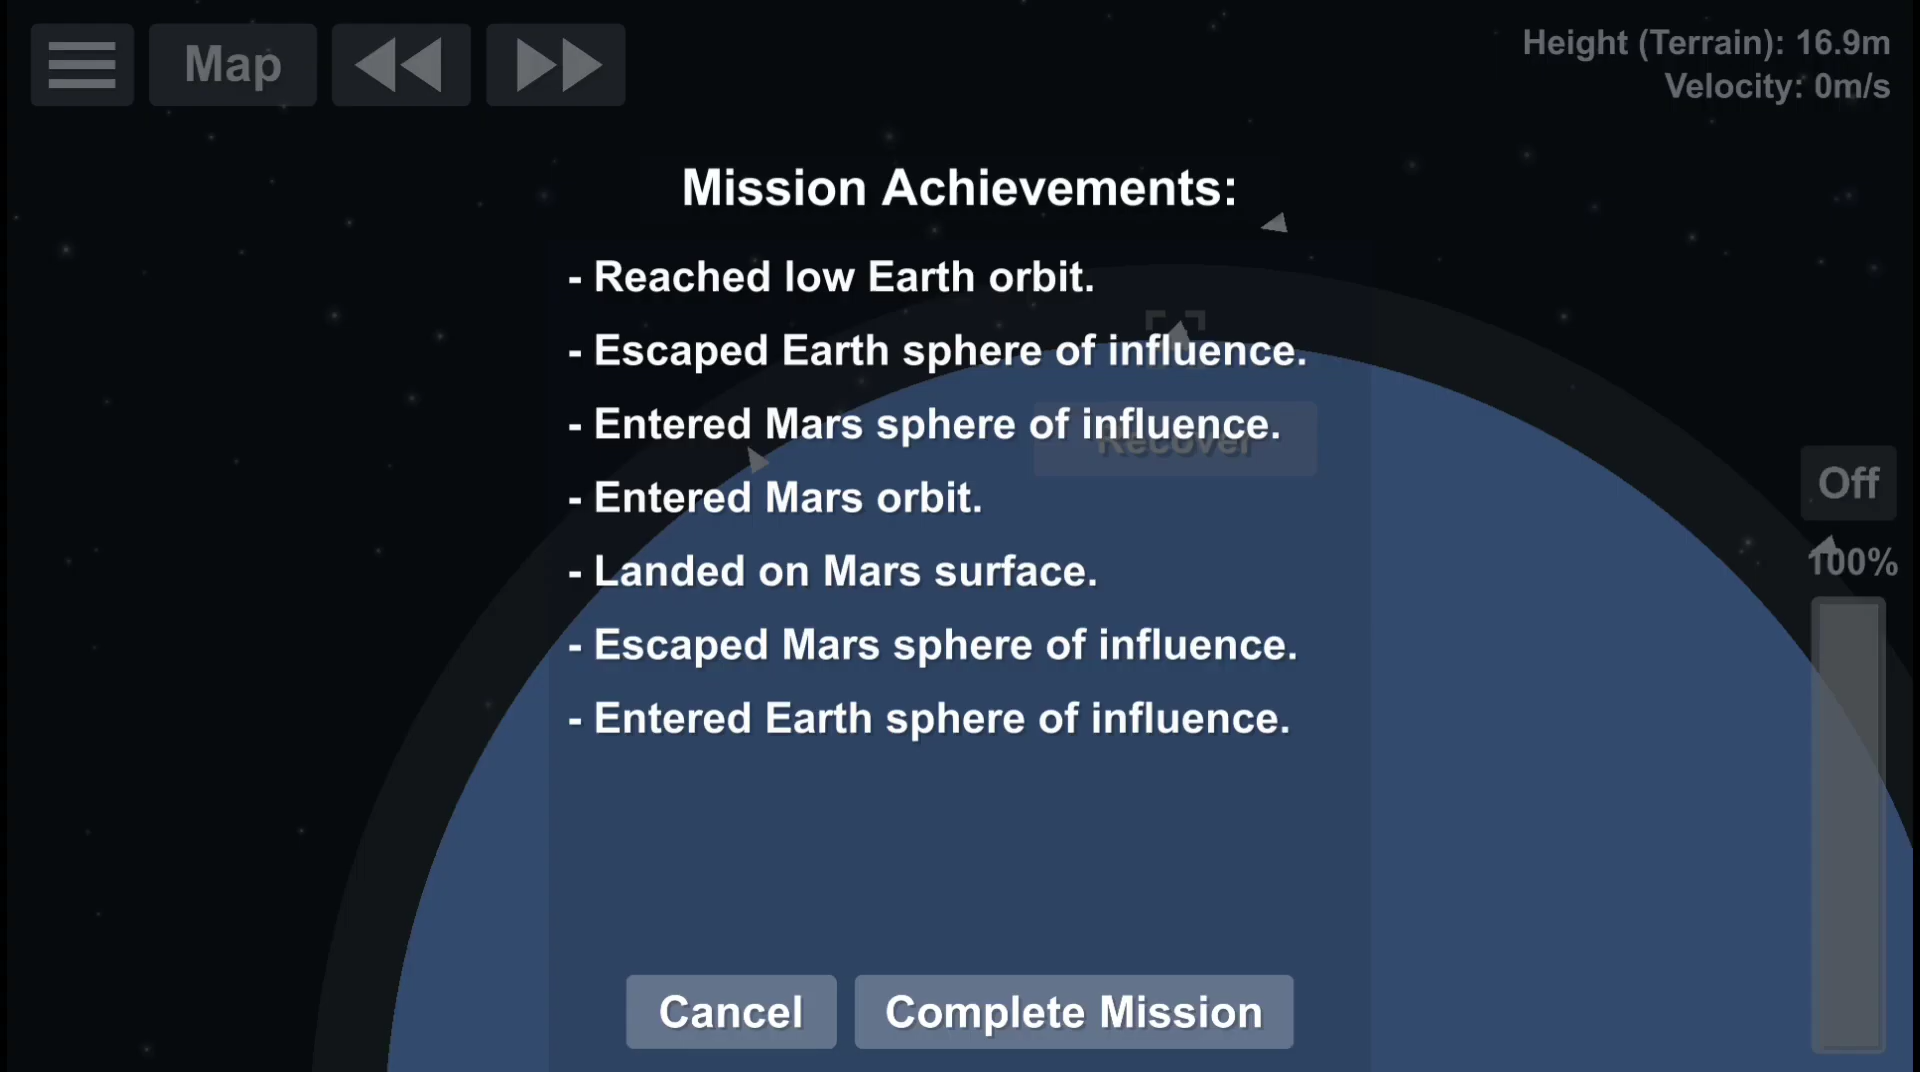 Map
Height (Terrain): 16.9m
Velocity: 0m/s
Mission Achievements:
- Reached low Earth orbit.
- Escaped Earth sphere of influence.
- Entered Mars sphere of influence.
Recover
- Entered Mars orbit.
- Landed on Mars surface.
- Escaped Mars sphere of influence.
- Entered Earth sphere of influence.
Off
100%
Cancel
Complete Mission